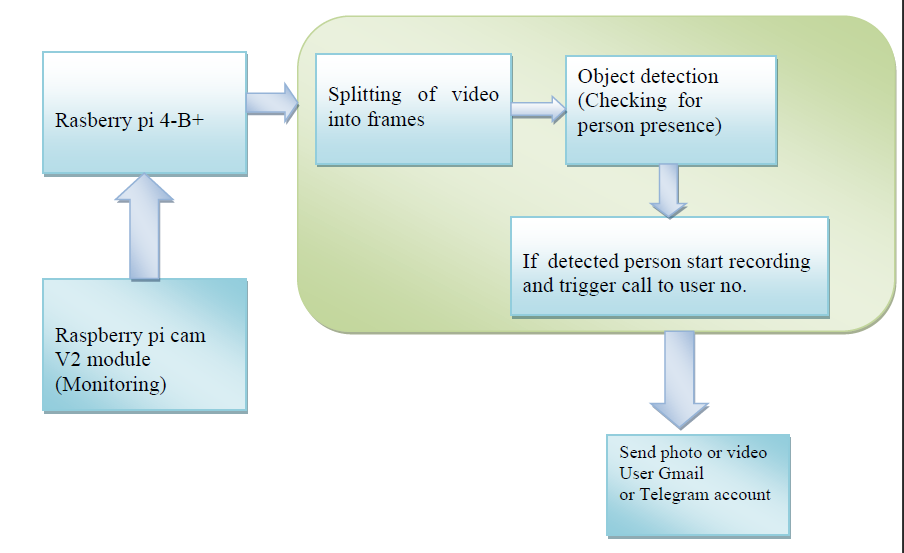 Rasberry pi 4-B+
Splitting of video
into frames
Object detection
(Checking for
person presence)
If detected person start recording
and trigger call to user no.
Raspberry pi cam
V2 module
(Monitoring)
Send photo or video
User Gmail
or Telegram account